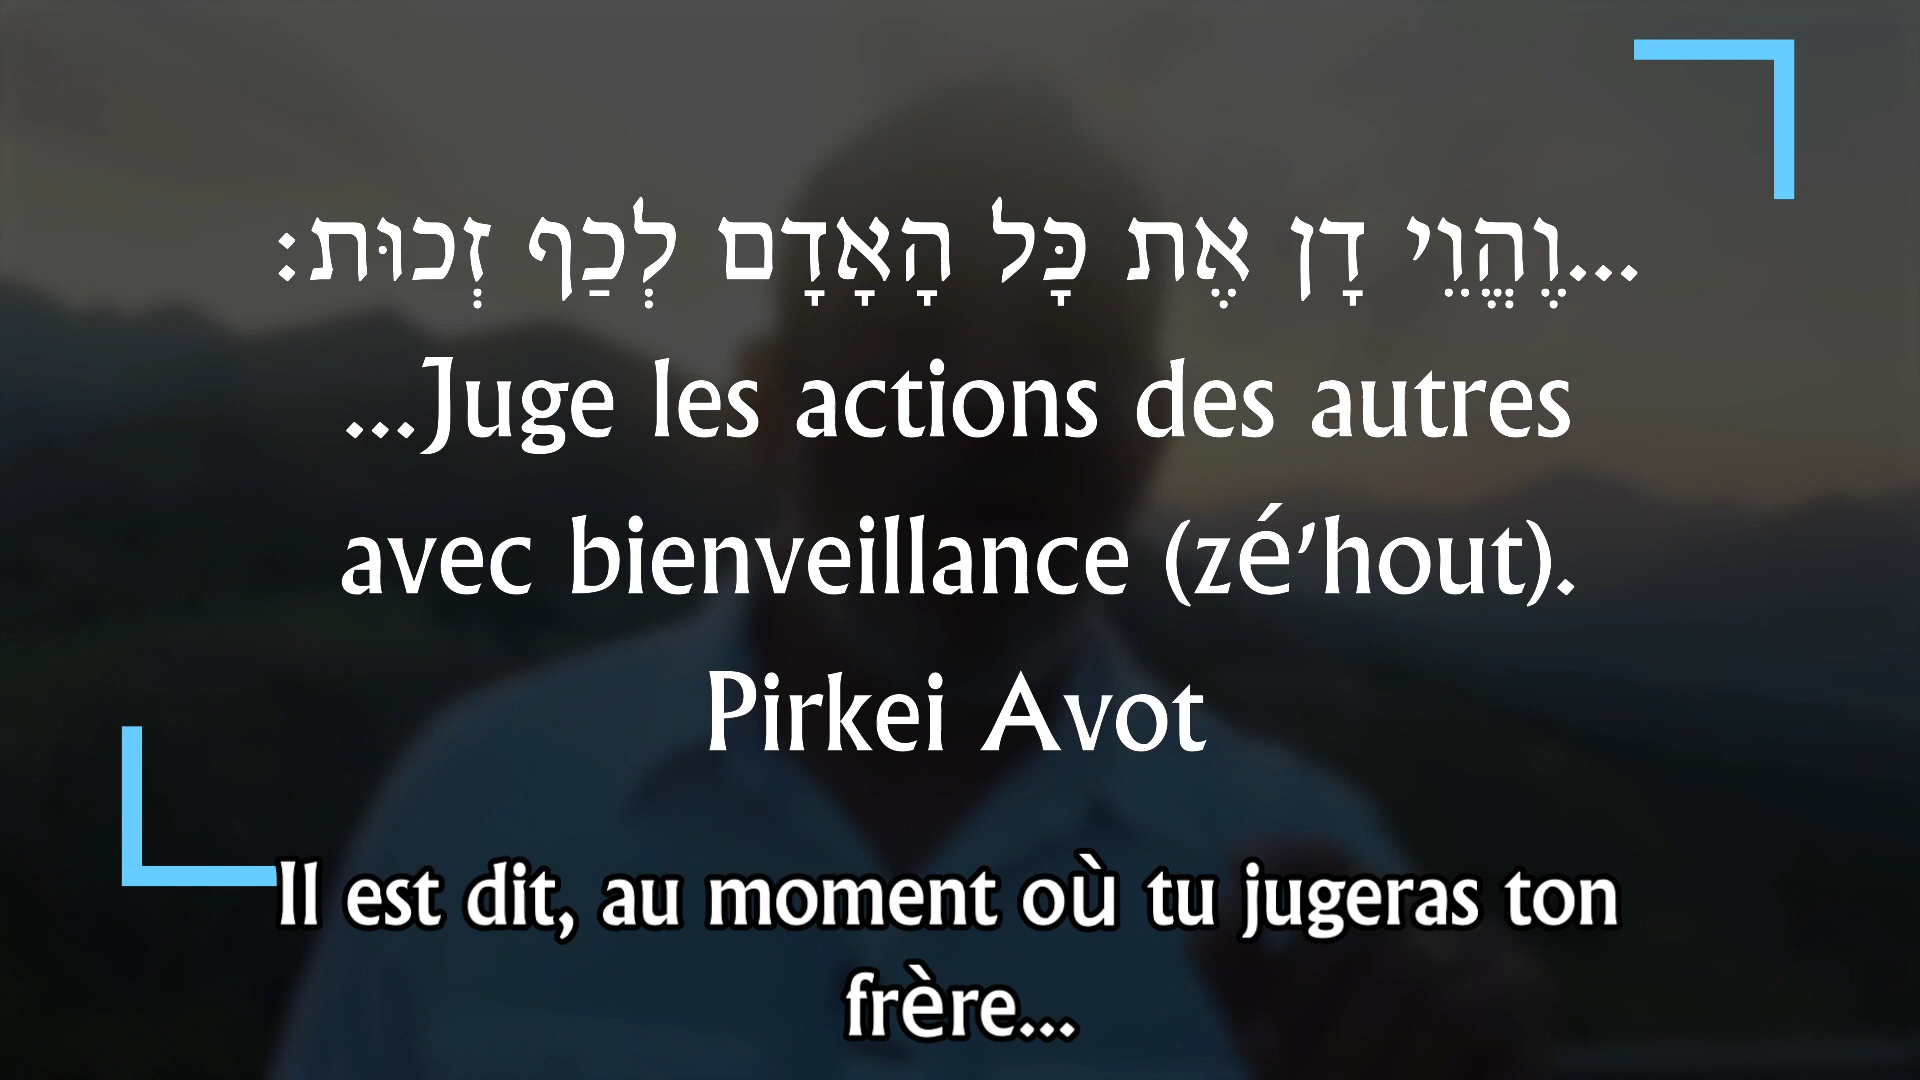 ...וְהֱוֵי דָן אֶת כָּל הָאָדָם לְכַף זְכוּת:
...Juge les actions des autres
avec bienveillance (zé’hout).
Pirkei Avot
Il est dit, au moment où tu jugeras ton
frère...